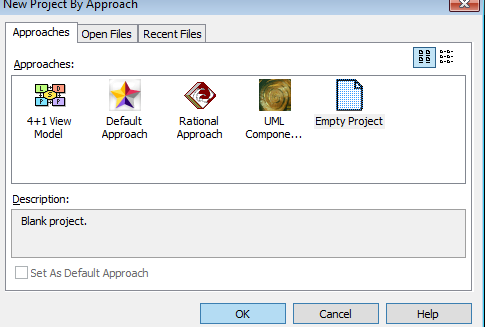 New Project By Approach
Approaches
Open Files
Recent Files
Approaches:
4+1 View
Model
Default
Approach
Rational
Approach
UML
Compone...
Empty Project
Description:
Blank project.
Set As Default Approach
OK
Cancel
Help